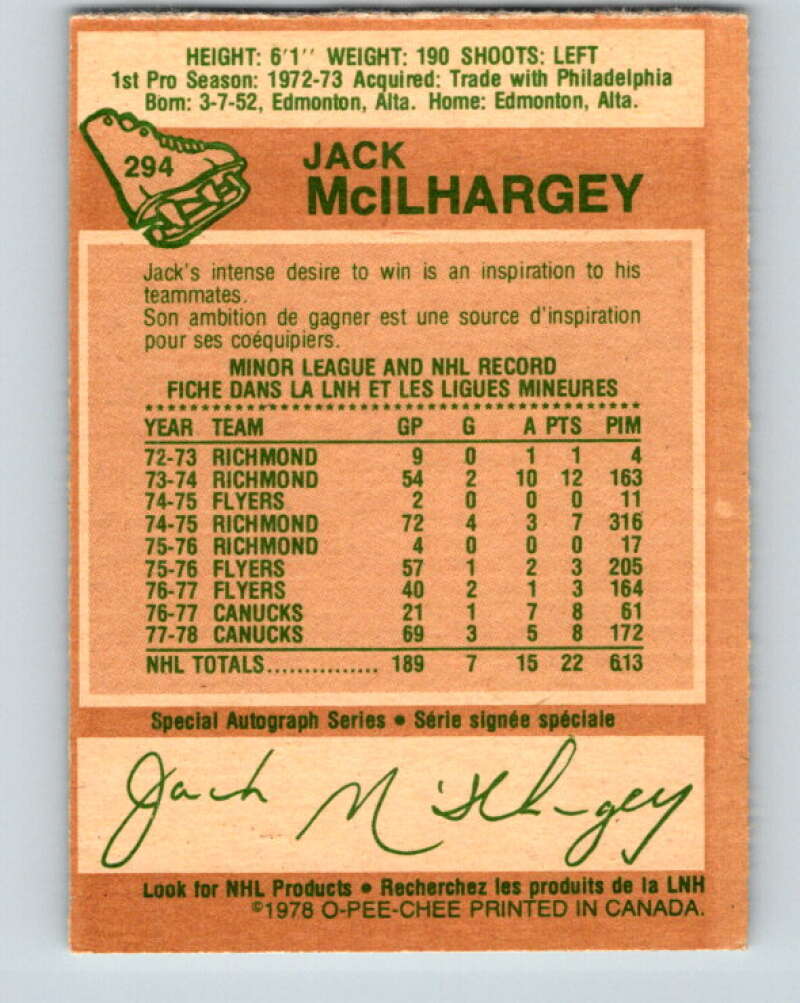 HEIGHT: 6'1'' WEIGHT: 190 SHOOTS: LEFT
1st Pro Season: 1972-73 Acquired: Trade with Philadelphia
Born: 3-7-52, Edmonton, Alta. Home: Edmonton, Alta.
294
JACK
McILHARGEY
Jack's intense desire to win is an inspiration to his
teammates.
Son ambition de gagner est une source d'inspiration
pour ses coéquipiers.
MINOR LEAGUE AND NHL RECORD
FICHE DANS LA LNH ET LES LIGUES MINEURES
YEAR TEAM GP G A PTS PIM
72-73 RICHMOND 9 0 1 1 4
73-74 RICHMOND 54 2 10 12 163
74-75 FLYERS 2 0 0 0 11
74-75 RICHMOND 72 4 3 7 316
75-76 RICHMOND 4 0 0 0 17
75-76 FLYERS 57 1 2 3 205
76-77 FLYERS 40 2 1 3 164
76-77 CANUCKS 21 1 7 8 61
77-78 CANUCKS 69 3 5 8 172
NHL TOTALS............... 189 7 15 22 613
Special Autograph Series • Série signée spéciale
Jack McIlhargey
Look for NHL Products • Recherchez les produits de la LNH
©1978 O-PEE-CHEE PRINTED IN CANADA.